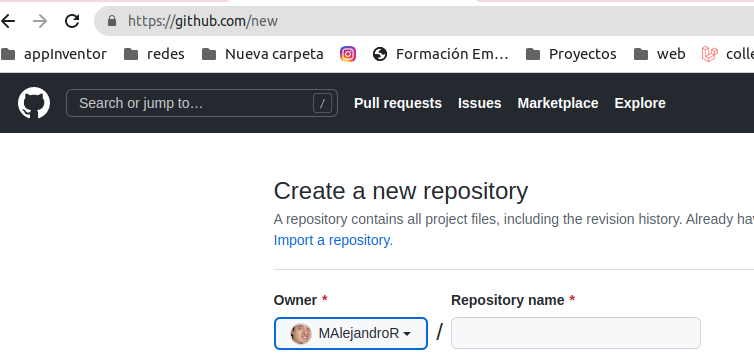 https://github.com/new
appInventor redes Nueva carpeta Formación Em... Proyectos web colle
Search or jump to... / Pull requests Issues Marketplace Explore
Create a new repository
A repository contains all project files, including the revision history. Already hav
Import a repository.
Owner * Repository name *
MAlejandroR /